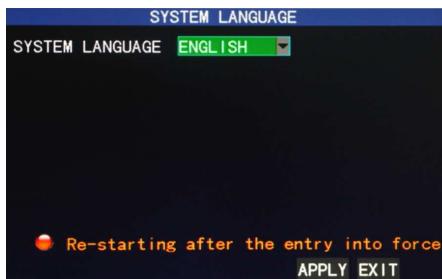 SYSTEM LANGUAGE
SYSTEM LANGUAGE ENGLISH
Re-starting after the entry into force
APPLY EXIT